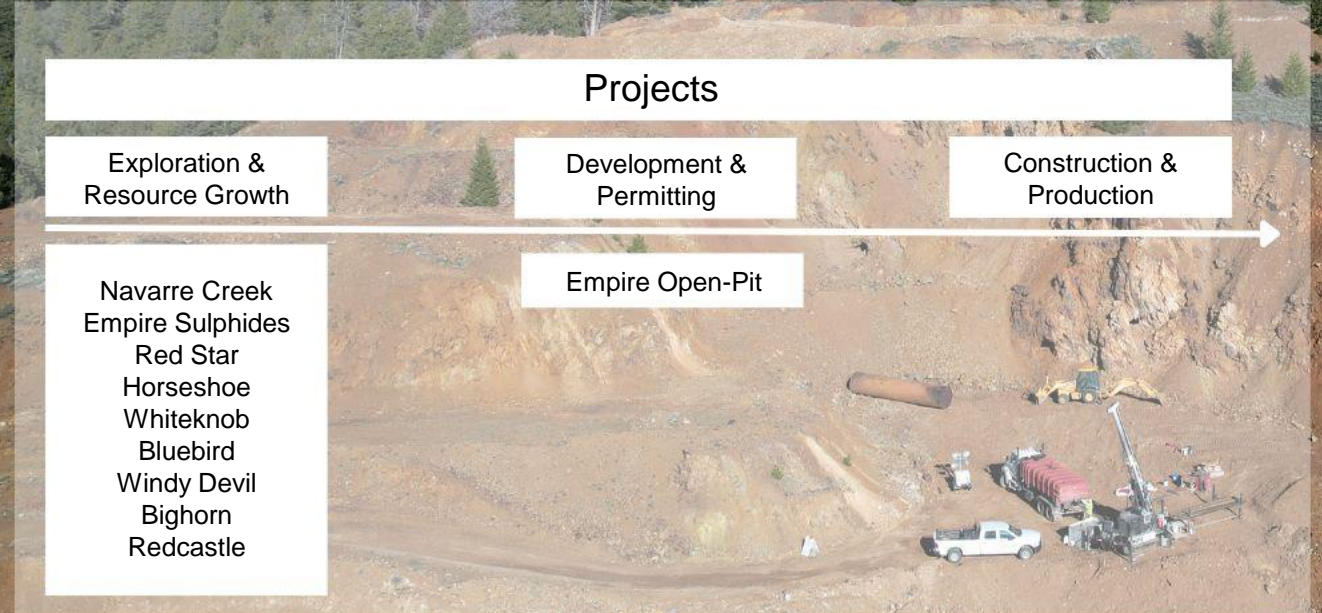 Projects
Exploration &
Resource Growth
Development &
Permitting
Construction &
Production
Navarre Creek
Empire Sulphides
Red Star
Horseshoe
Whiteknob
Bluebird
Windy Devil
Bighorn
Redcastle
Empire Open-Pit